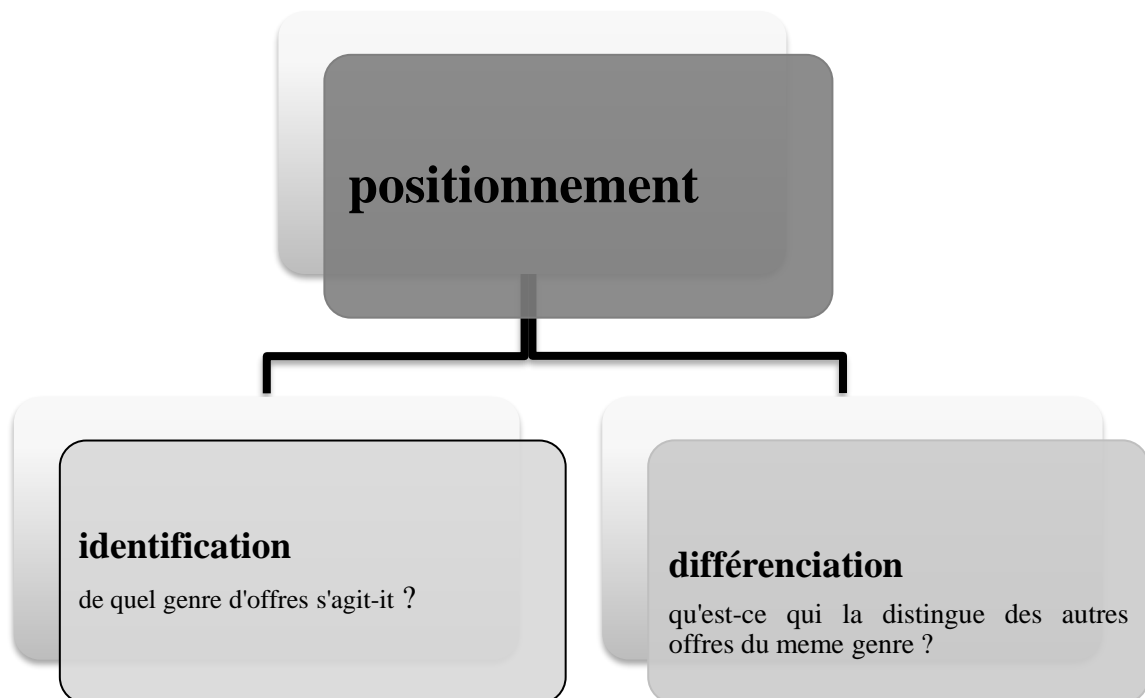 positionnement
identification
de quel genre d'offres s'agit-it ?
différenciation
qu'est-ce qui la distingue des autres
offres du meme genre ?